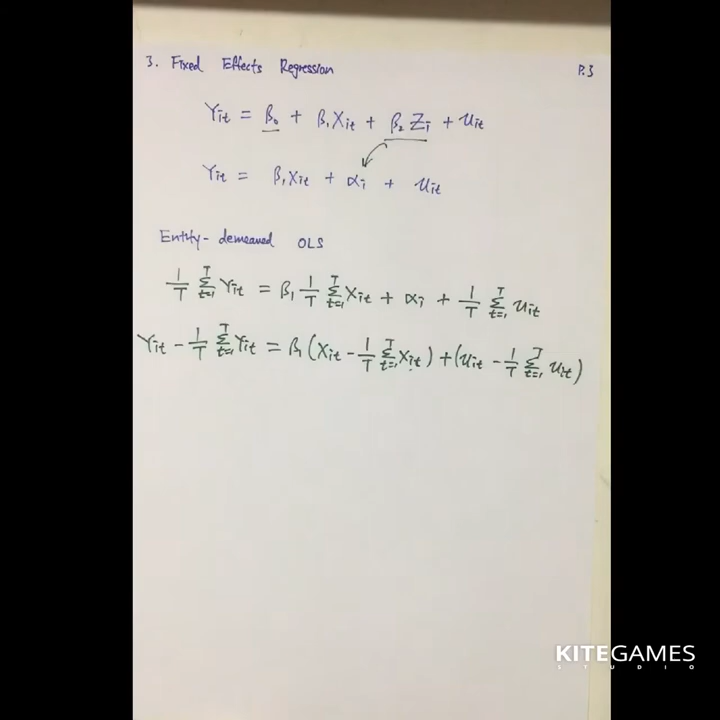 3. Fixed Effects Regression P.3
Yit = β₀ + β₁Xit + β₂Zi + uit
Yit = β₁Xit + αi + uit
Entity-demeaned OLS
1/T Σ_{t=1}^{T} Yit = β₁ 1/T Σ_{t=1}^{T} Xit + αi + 1/T Σ_{t=1}^{T} uit
Yit − 1/T Σ_{t=1}^{T} Yit = β₁(Xit − 1/T Σ_{t=1}^{T} Xit) + (uit − 1/T Σ_{t=1}^{T} uit)
KITEGAMES
STUDIO